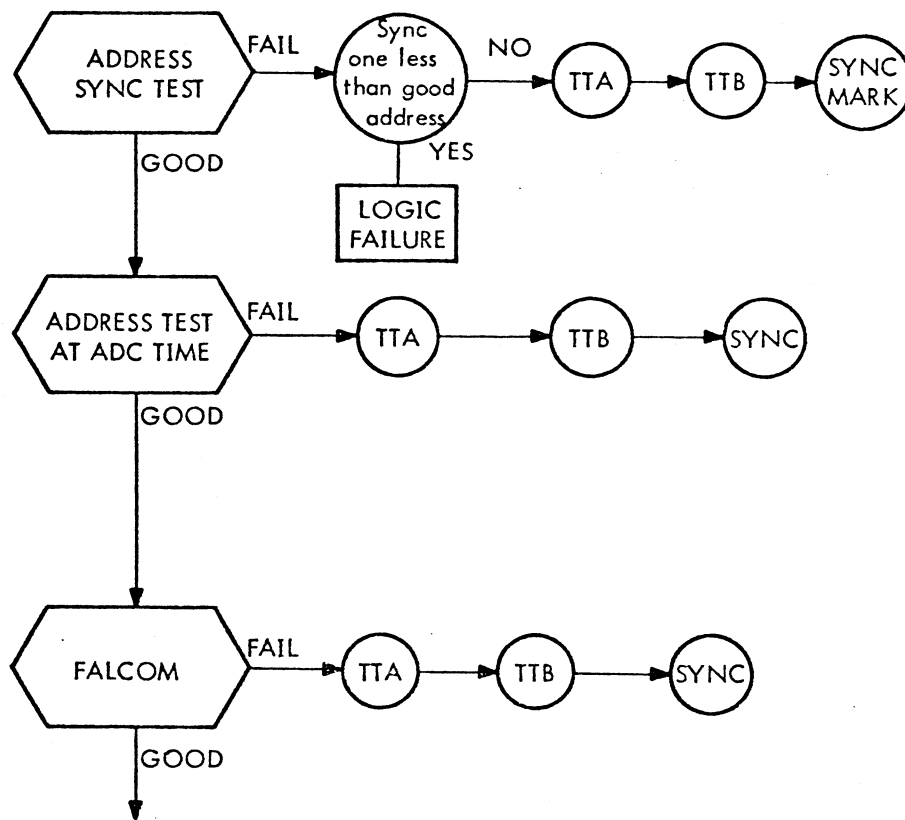 ADDRESS
SYNC TEST
FAIL
Sync
one less
than good
address
NO
TTA
TTB
SYNC
MARK
YES
LOGIC
FAILURE
GOOD
ADDRESS TEST
AT ADC TIME
FAIL
TTA
TTB
SYNC
GOOD
FALCOM
FAIL
TTA
TTB
SYNC
GOOD